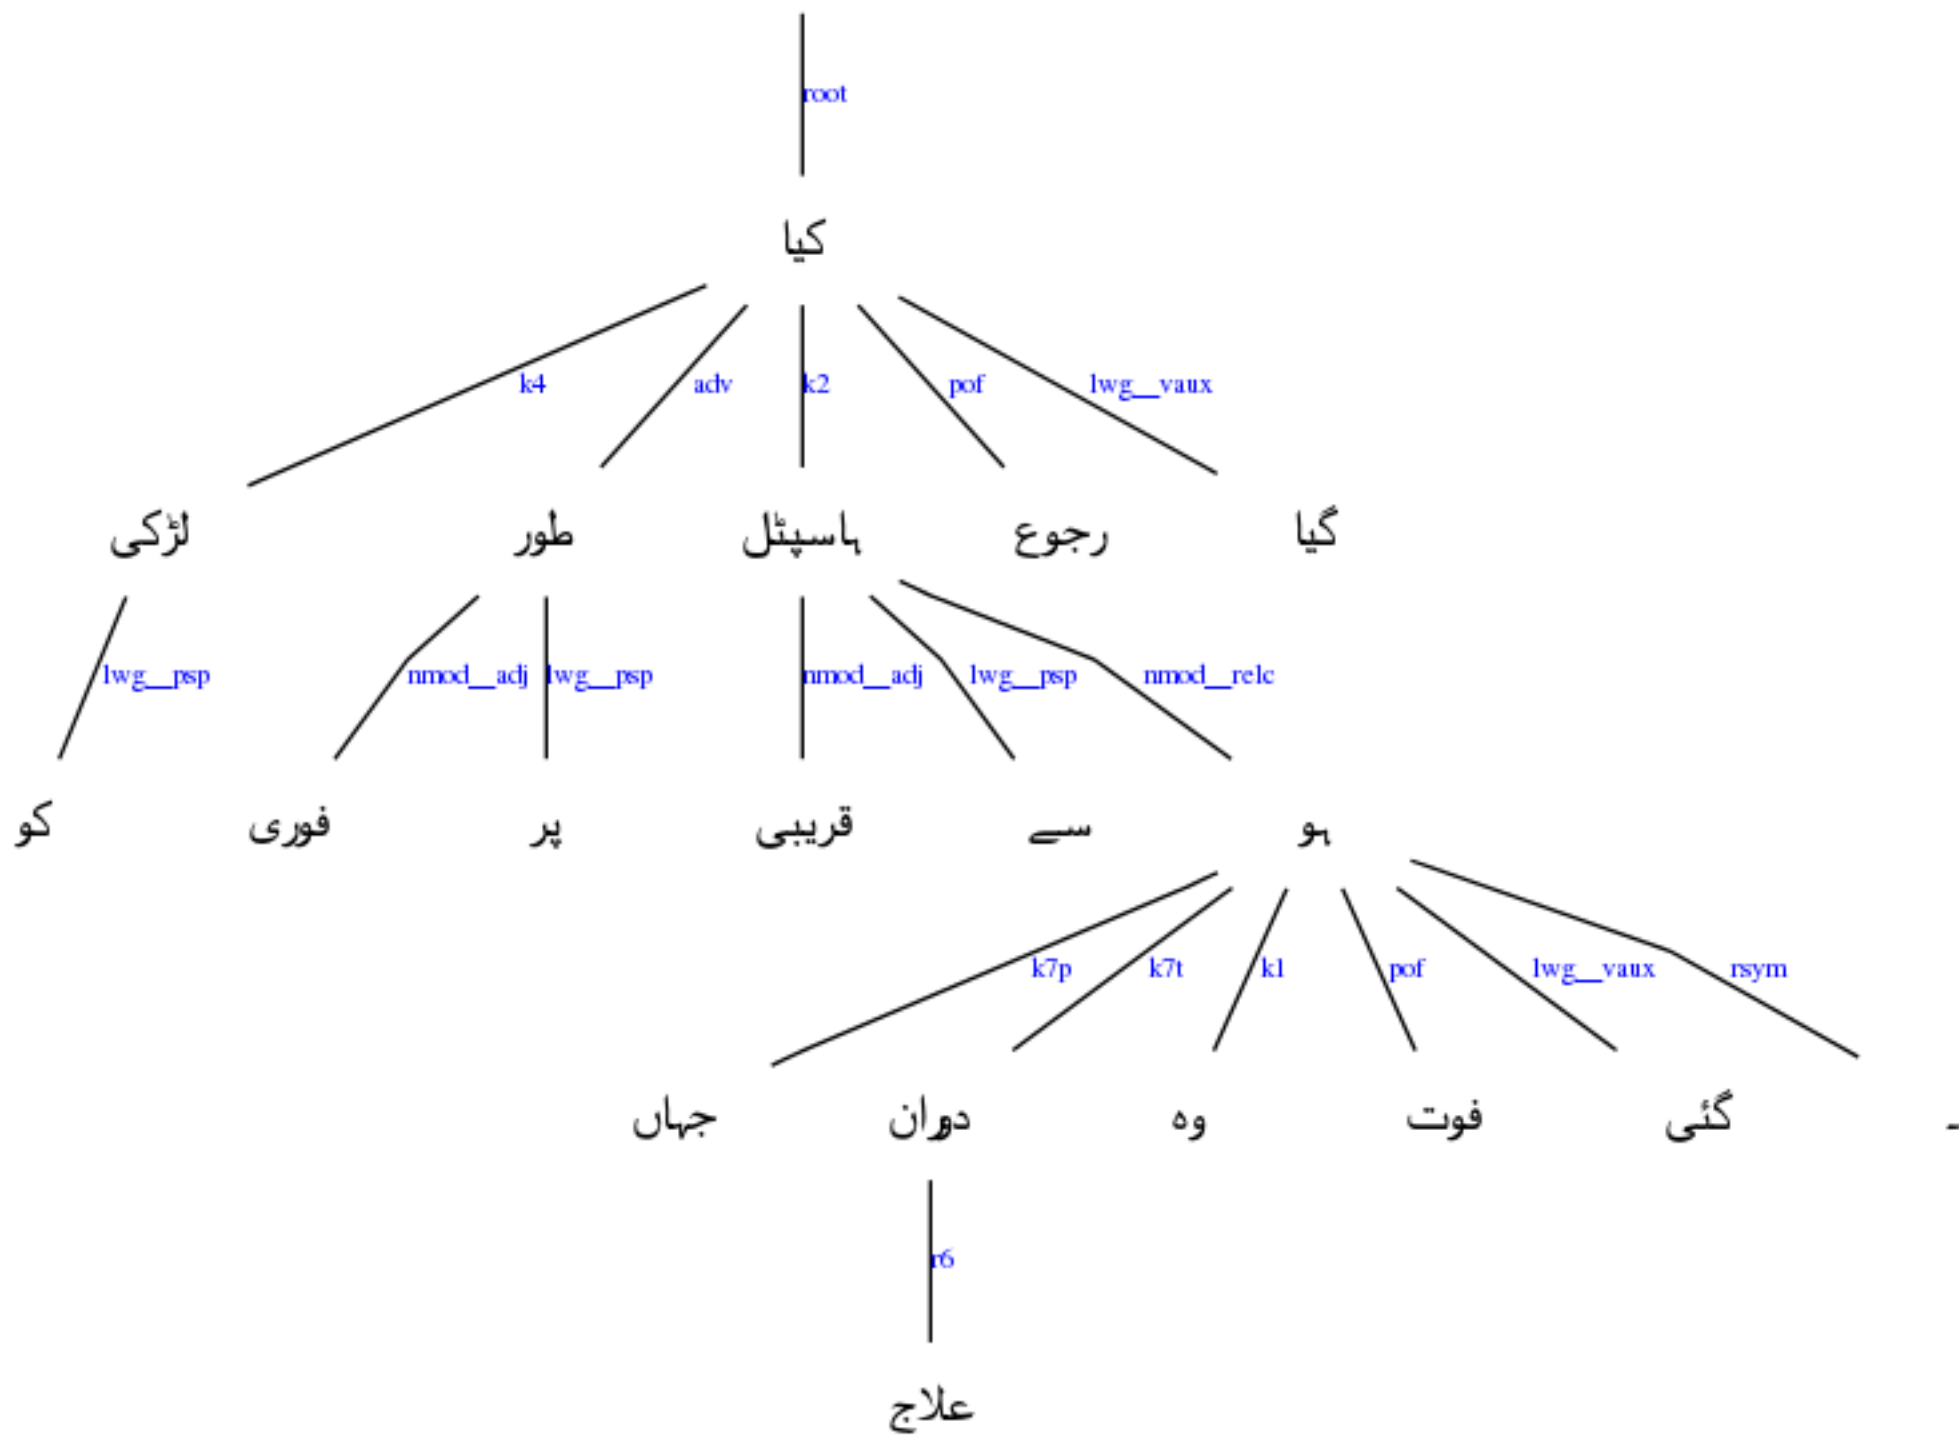 root
کیا
k4 adv k2 pof lwg__vaux
لڑکی طور ہاسپٹل رجوع گیا
lwg__psp nmod__adj lwg__psp nmod__adj lwg__psp nmod__relc
کو فوری پر قریبی سے ہو
k7p k7t k1 pof lwg__vaux rsym
جہاں دوران وہ فوت گئی ۔
r6
علاج